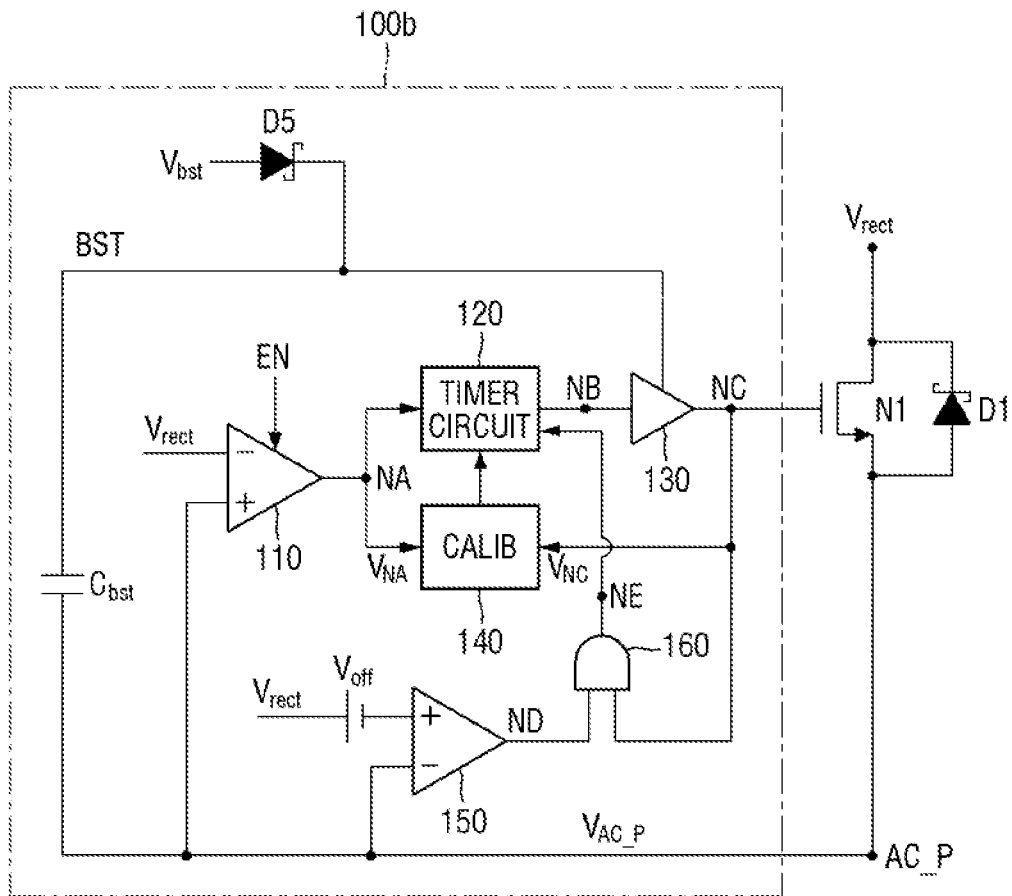 100b
D5
Vbst
BST
Vrect
120
EN
TIMER
CIRCUIT
NB
NC
N1
D1
Vrect
−
+
NA
130
110
CALIB
VNA
VNC
Cbst
140
NE
160
Voff
Vrect
+
−
ND
150
VAC_P
AC_P